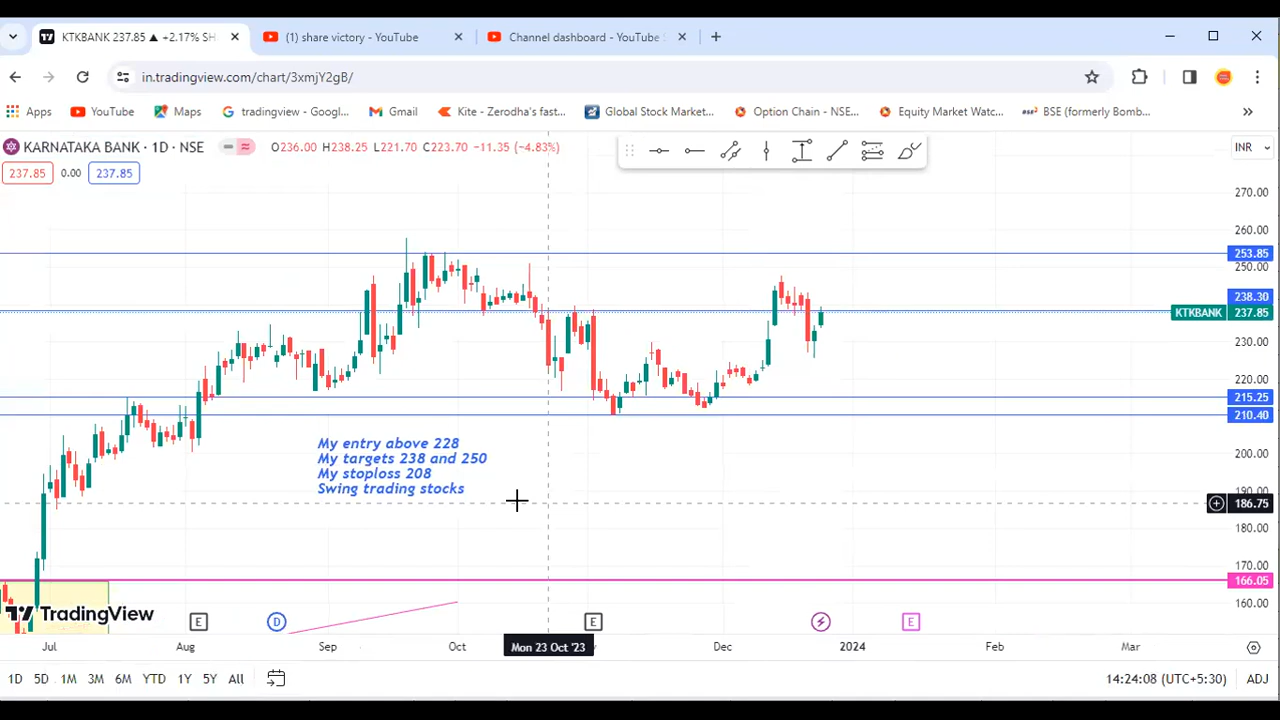 KTKBANK 237.85 ▲ +2.17% SH
(1) share victory - YouTube
Channel dashboard - YouTube
in.tradingview.com/chart/3xmjY2gB/
Apps
YouTube
Maps
tradingview - Googl...
Gmail
Kite - Zerodha's fast...
Global Stock Market...
Option Chain - NSE...
Equity Market Watc...
BSE (formerly Bomb...
KARNATAKA BANK · 1D · NSE
O236.00 H238.25 L221.70 C223.70 −11.35 (−4.83%)
INR
237.85 0.00 237.85
270.00
260.00
253.85
250.00
238.30
KTKBANK 237.85
230.00
220.00
215.25
210.40
My entry above 228
My targets 238 and 250
My stoploss 208
Swing trading stocks
200.00
190.00
186.75
180.00
170.00
166.05
160.00
TradingView
E
D
E
E
Jul
Aug
Oct
Mon 23 Oct '23
Dec
2024
Feb
Mar
1D 5D 1M 3M 6M YTD 1Y 5Y All
14:24:08 (UTC+5:30)
ADJ